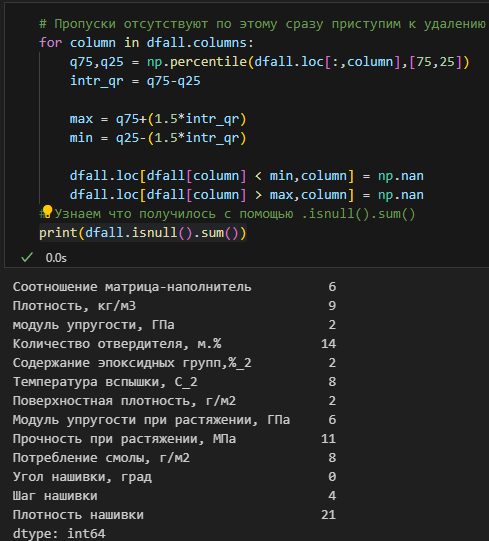 # Пропуски отсутствуют по этому сразу приступим к удалению
for column in dfall.columns:
    q75,q25 = np.percentile(dfall.loc[:,column],[75,25])
    intr_qr = q75-q25

    max = q75+(1.5*intr_qr)
    min = q25-(1.5*intr_qr)

    dfall.loc[dfall[column] < min,column] = np.nan
    dfall.loc[dfall[column] > max,column] = np.nan
# Узнаем что получилось с помощью .isnull().sum()
print(dfall.isnull().sum())
0.0s
Соотношение матрица-наполнитель 6
Плотность, кг/м3 9
модуль упругости, ГПа 2
Количество отвердителя, м.% 14
Содержание эпоксидных групп,%_2 2
Температура вспышки, С_2 8
Поверхностная плотность, г/м2 2
Модуль упругости при растяжении, ГПа 6
Прочность при растяжении, МПа 11
Потребление смолы, г/м2 8
Угол нашивки, град 0
Шаг нашивки 4
Плотность нашивки 21
dtype: int64